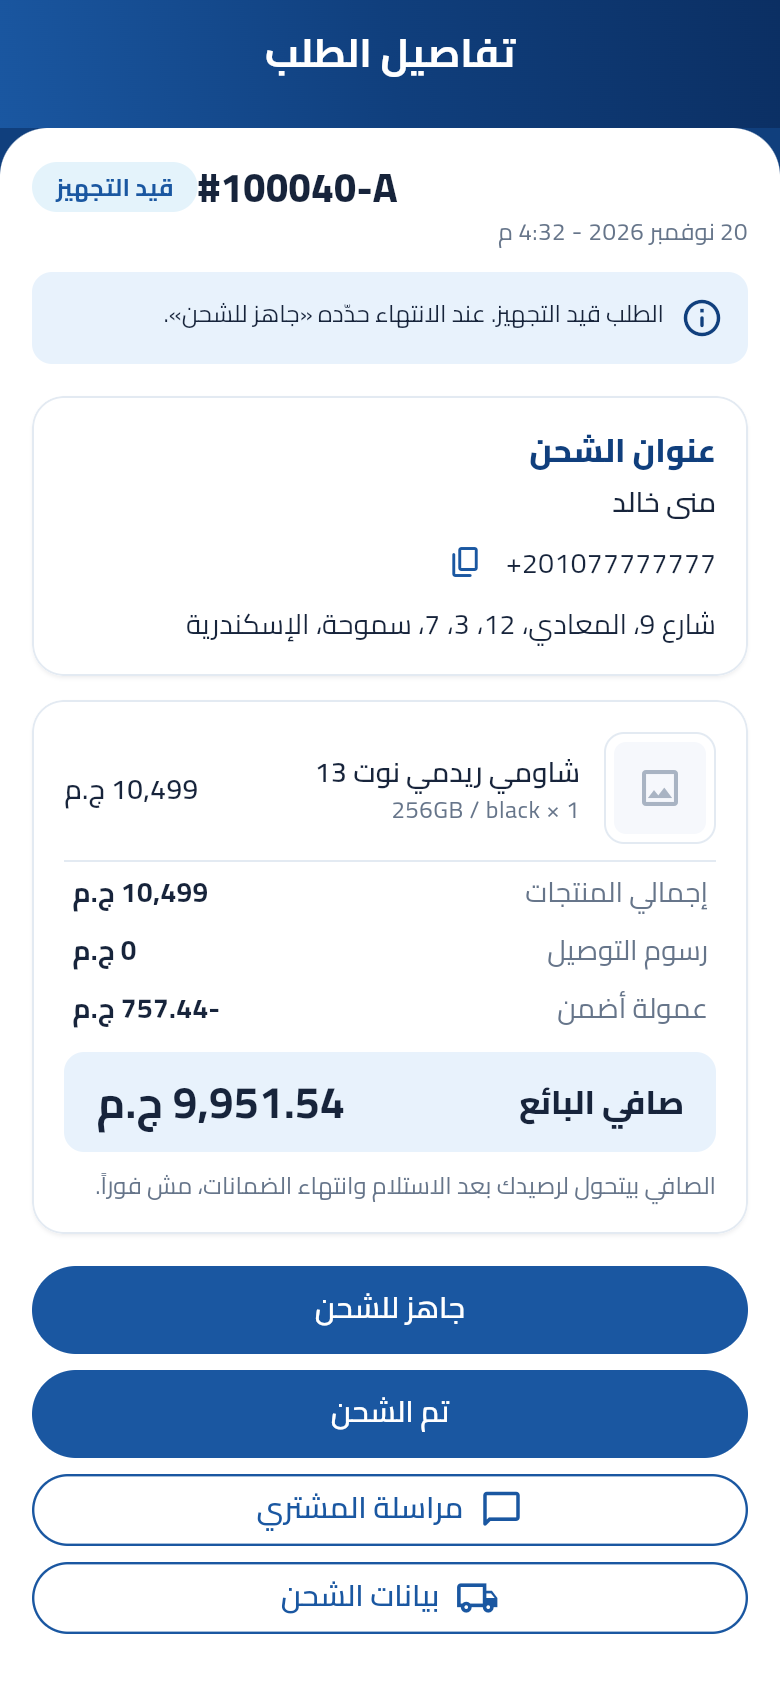 تفاصيل الطلب
#100040-A
قيد التجهيز
20 نوفمبر 2026 - 4:32 م
الطلب قيد التجهيز. عند الانتهاء حدّده «جاهز للشحن».
عنوان الشحن
منى خالد
+201077777777
شارع 9، المعادي، 12، 3، 7، سموحة، الإسكندرية
شاومي ريدمي نوت 13
256GB / black × 1
10,499 ج.م
إجمالي المنتجات 10,499 ج.م
رسوم التوصيل 0 ج.م
عمولة أضمن -757.44 ج.م
صافي البائع 9,951.54 ج.م
الصافي بيتحول لرصيدك بعد الاستلام وانتهاء الضمانات، مش فوراً.
جاهز للشحن
تم الشحن
مراسلة المشتري
بيانات الشحن